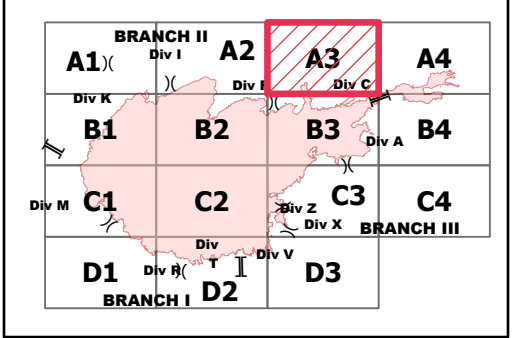 BRANCH II
Div I
A1
A2
A3
A4
Div F
Div C
Div K
B1
B2
B3
B4
Div A
Div M
C1
C2
C3
C4
Div Z
Div X
BRANCH III
Div
T
Div V
D1
Div R
D2
D3
BRANCH I